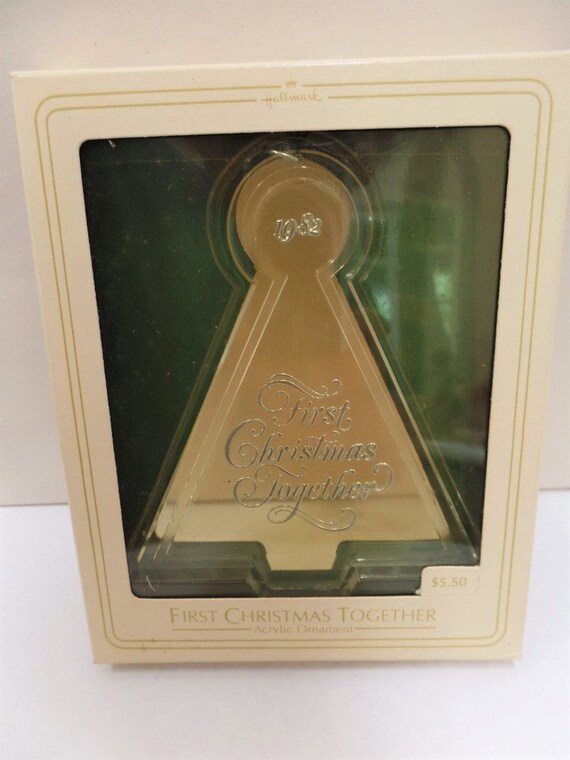 Hallmark
1982
First
Christmas
Together
$5.50
FIRST CHRISTMAS TOGETHER
Acrylic Ornament